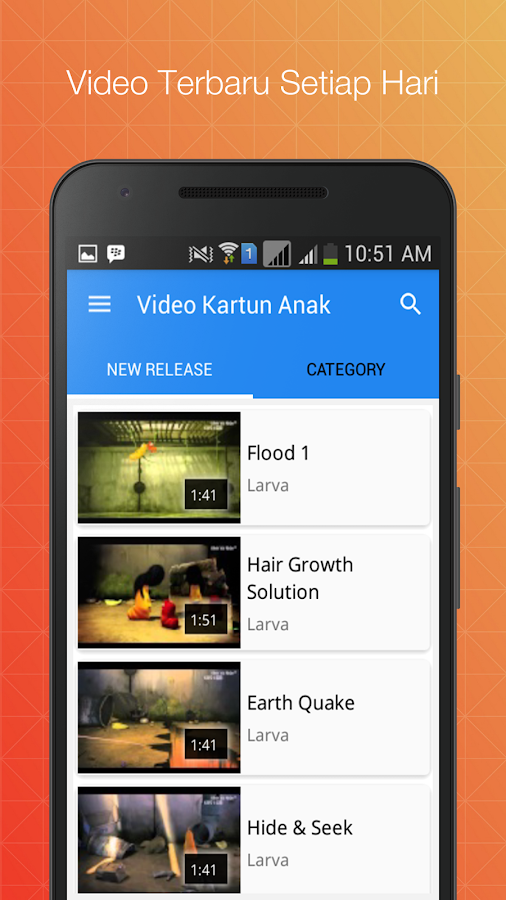 Video Terbaru Setiap Hari
1
10:51 AM
Video Kartun Anak
NEW RELEASE
CATEGORY
1:41
Flood 1
Larva
1:51
Hair Growth
Solution
Larva
1:41
Earth Quake
Larva
1:41
Hide & Seek
Larva